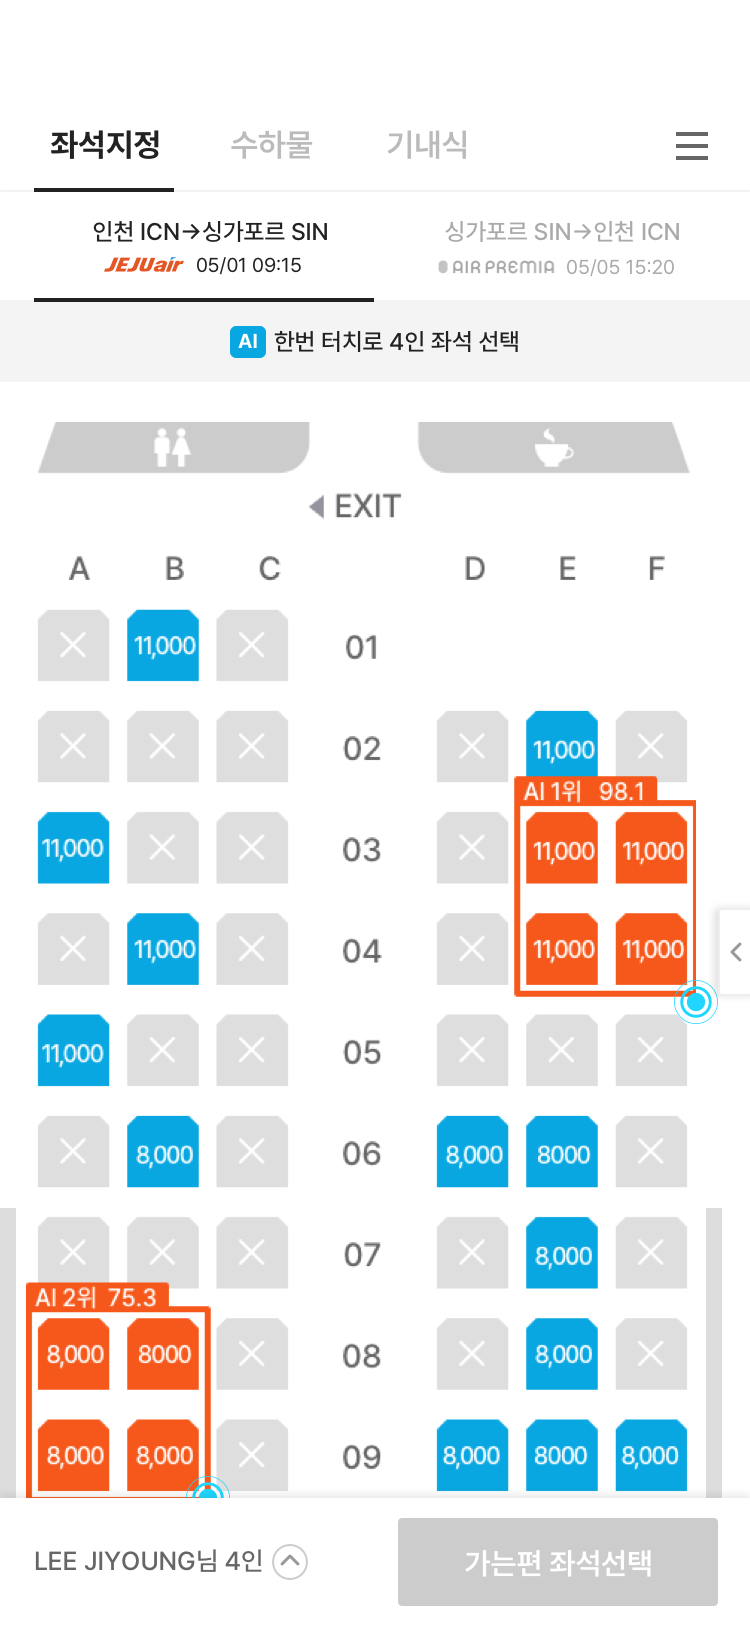 좌석지정 수하물 기내식
인천 ICN→싱가포르 SIN 싱가포르 SIN→인천 ICN
JEJUair 05/01 09:15 AIR PREMIA 05/05 15:20
AI 한번 터치로 4인 좌석 선택
EXIT
A B C D E F
11,000 01
02 11,000
AI 1위 98.1
11,000 03 11,000 11,000
11,000 04 11,000 11,000
11,000 05
8,000 06 8,000 8000
07 8,000
AI 2위 75.3
8,000 8000 08 8,000
8,000 8,000 09 8,000 8000 8,000
LEE JIYOUNG님 4인 가는편 좌석선택